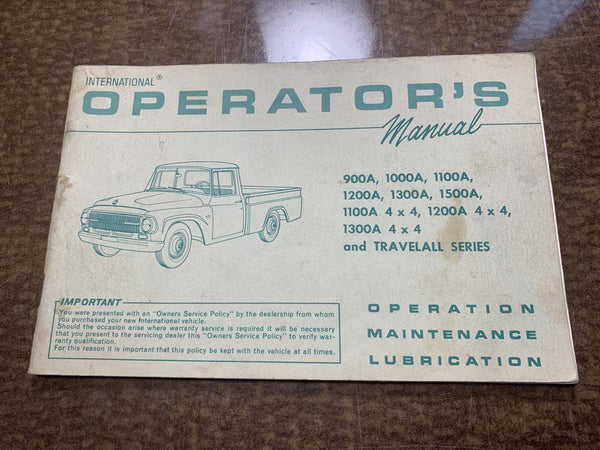 INTERNATIONAL®
OPERATOR'S
Manual
900A, 1000A, 1100A,
1200A, 1300A, 1500A,
1100A 4 x 4, 1200A 4 x 4,
1300A 4 x 4
and TRAVELALL SERIES
IMPORTANT
You were presented with an "Owners Service Policy" by the dealership from whom
you purchased your new International vehicle.
Should the occasion arise where warranty service is required it will be necessary
that you present to the servicing dealer this "Owners Service Policy" to verify war-
ranty qualification.
For this reason it is important that this policy be kept with the vehicle at all times.
OPERATION
MAINTENANCE
LUBRICATION